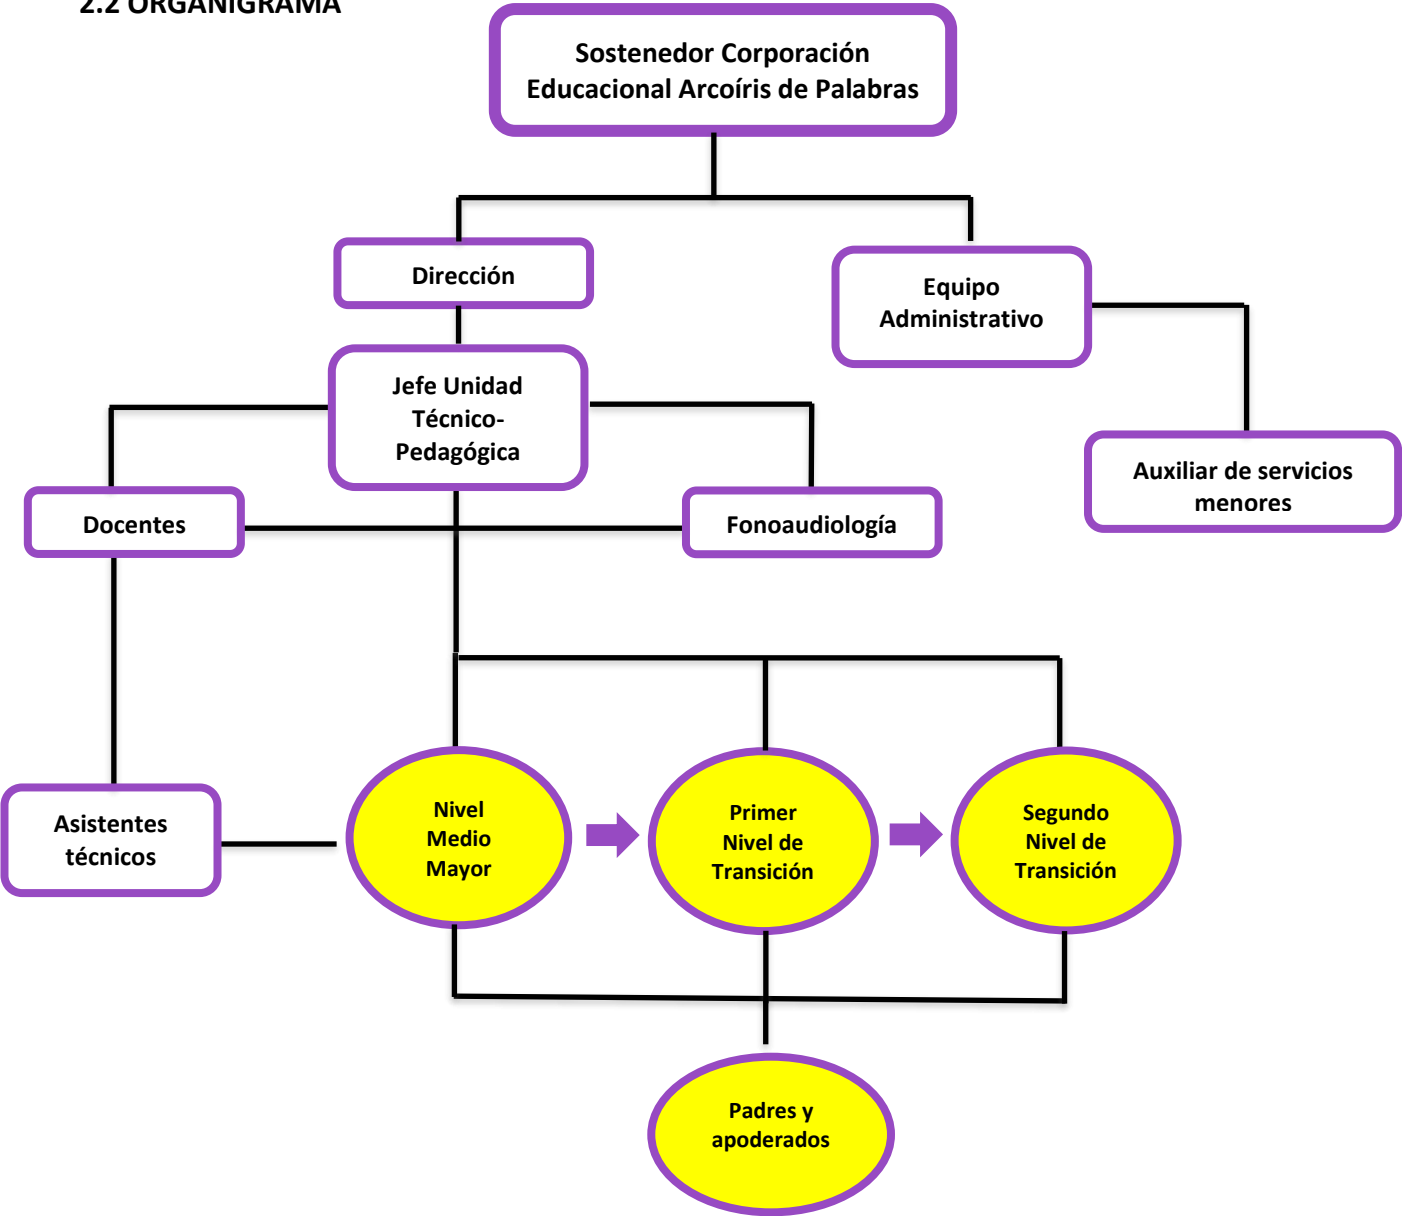 2.2 ORGANIGRAMA
Sostenedor Corporación
Educacional Arcoíris de Palabras
Dirección
Equipo
Administrativo
Jefe Unidad
Técnico-
Pedagógica
Auxiliar de servicios
menores
Docentes
Fonoaudiología
Asistentes
técnicos
Nivel
Medio
Mayor
Primer
Nivel de
Transición
Segundo
Nivel de
Transición
Padres y
apoderados